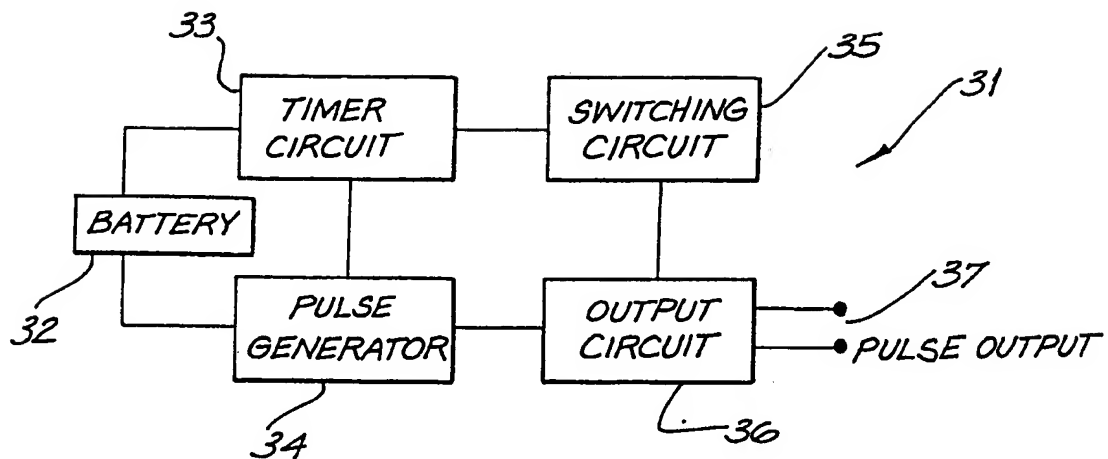 33
35
31
TIMER
CIRCUIT
SWITCHING
CIRCUIT
BATTERY
32
PULSE
GENERATOR
OUTPUT
CIRCUIT
37
PULSE OUTPUT
34
36